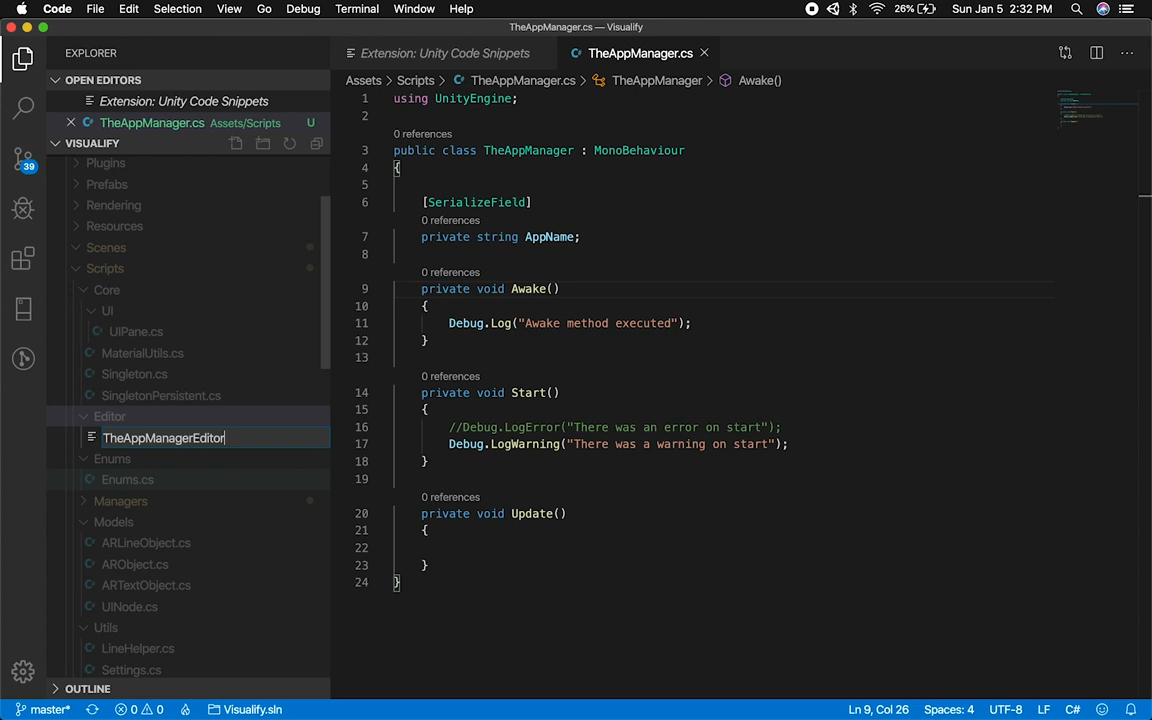 Code File Edit Selection View Go Debug Terminal Window Help 26% Sun Jan 5 2:32 PM
TheAppManager.cs — Visualify
EXPLORER
Extension: Unity Code Snippets
TheAppManager.cs
OPEN EDITORS
Assets > Scripts > TheAppManager.cs > TheAppManager > Awake()
Extension: Unity Code Snippets
TheAppManager.cs Assets/Scripts U
VISUALIFY
39
Plugins
Prefabs
Rendering
Resources
Scenes
Scripts
Core
UI
UIPane.cs
MaterialUtils.cs
Singleton.cs
SingletonPersistent.cs
Editor
TheAppManagerEditor
Enums
Enums.cs
Managers
Models
ARLineObject.cs
ARObject.cs
ARTextObject.cs
UINode.cs
Utils
LineHelper.cs
Settings.cs
OUTLINE
1 using UnityEngine;
2
0 references
3 public class TheAppManager : MonoBehaviour
4 {
5
6 [SerializeField]
0 references
7 private string AppName;
8
0 references
9 private void Awake()
10 {
11 Debug.Log("Awake method executed");
12 }
13
0 references
14 private void Start()
15 {
16 //Debug.LogError("There was an error on start");
17 Debug.LogWarning("There was a warning on start");
18 }
19
0 references
20 private void Update()
21 {
22
23 }
24 }
master* 0 0 Visualify.sln Ln 9, Col 26 Spaces: 4 UTF-8 LF C#